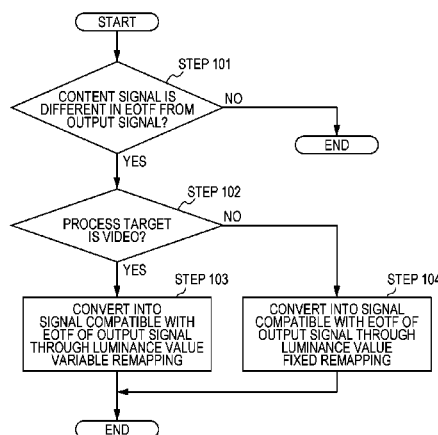 START
STEP 101
CONTENT SIGNAL IS
DIFFERENT IN EOTF FROM
OUTPUT SIGNAL?
NO
END
YES
STEP 102
PROCESS TARGET
IS VIDEO?
NO
YES
STEP 103
CONVERT INTO
SIGNAL COMPATIBLE WITH
EOTF OF OUTPUT SIGNAL
THROUGH LUMINANCE VALUE
VARIABLE REMAPPING
STEP 104
CONVERT INTO SIGNAL
COMPATIBLE WITH EOTF OF
OUTPUT SIGNAL THROUGH
LUMINANCE VALUE
FIXED REMAPPING
END